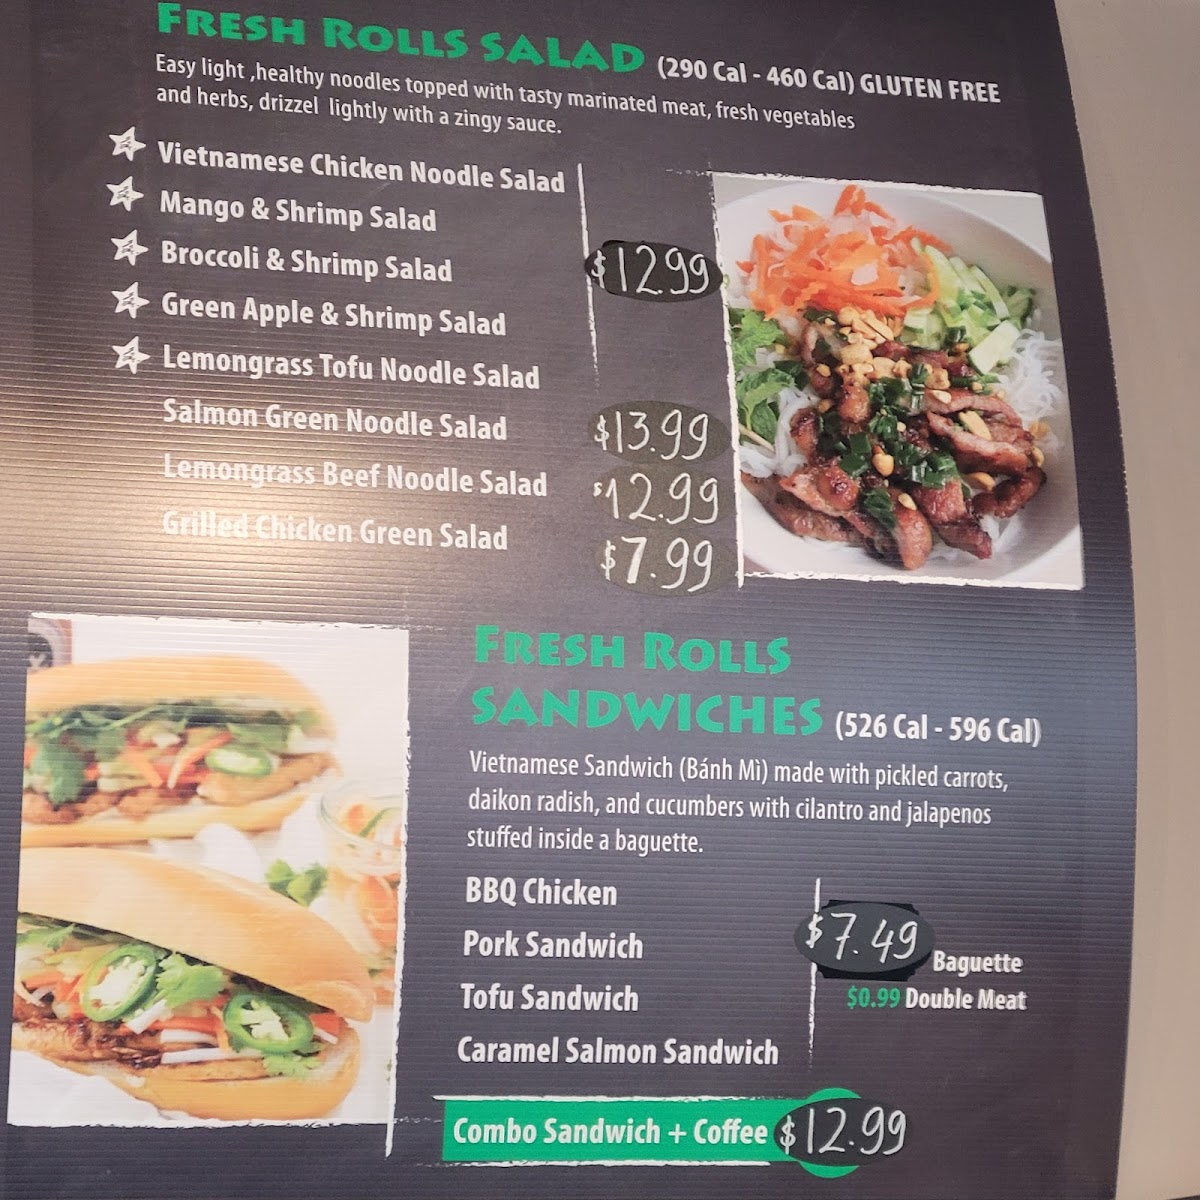 FRESH ROLLS SALAD (290 Cal - 460 Cal) GLUTEN FREE
Easy light ,healthy noodles topped with tasty marinated meat, fresh vegetables
and herbs, drizzel lightly with a zingy sauce.
Vietnamese Chicken Noodle Salad
Mango & Shrimp Salad
Broccoli & Shrimp Salad $12.99
Green Apple & Shrimp Salad
Lemongrass Tofu Noodle Salad
Salmon Green Noodle Salad $13.99
Lemongrass Beef Noodle Salad $12.99
Grilled Chicken Green Salad $7.99
FRESH ROLLS
SANDWICHES (526 Cal - 596 Cal)
Vietnamese Sandwich (Bánh Mì) made with pickled carrots,
daikon radish, and cucumbers with cilantro and jalapenos
stuffed inside a baguette.
BBQ Chicken
Pork Sandwich $7.49 Baguette
Tofu Sandwich $0.99 Double Meat
Caramel Salmon Sandwich
Combo Sandwich + Coffee $12.99